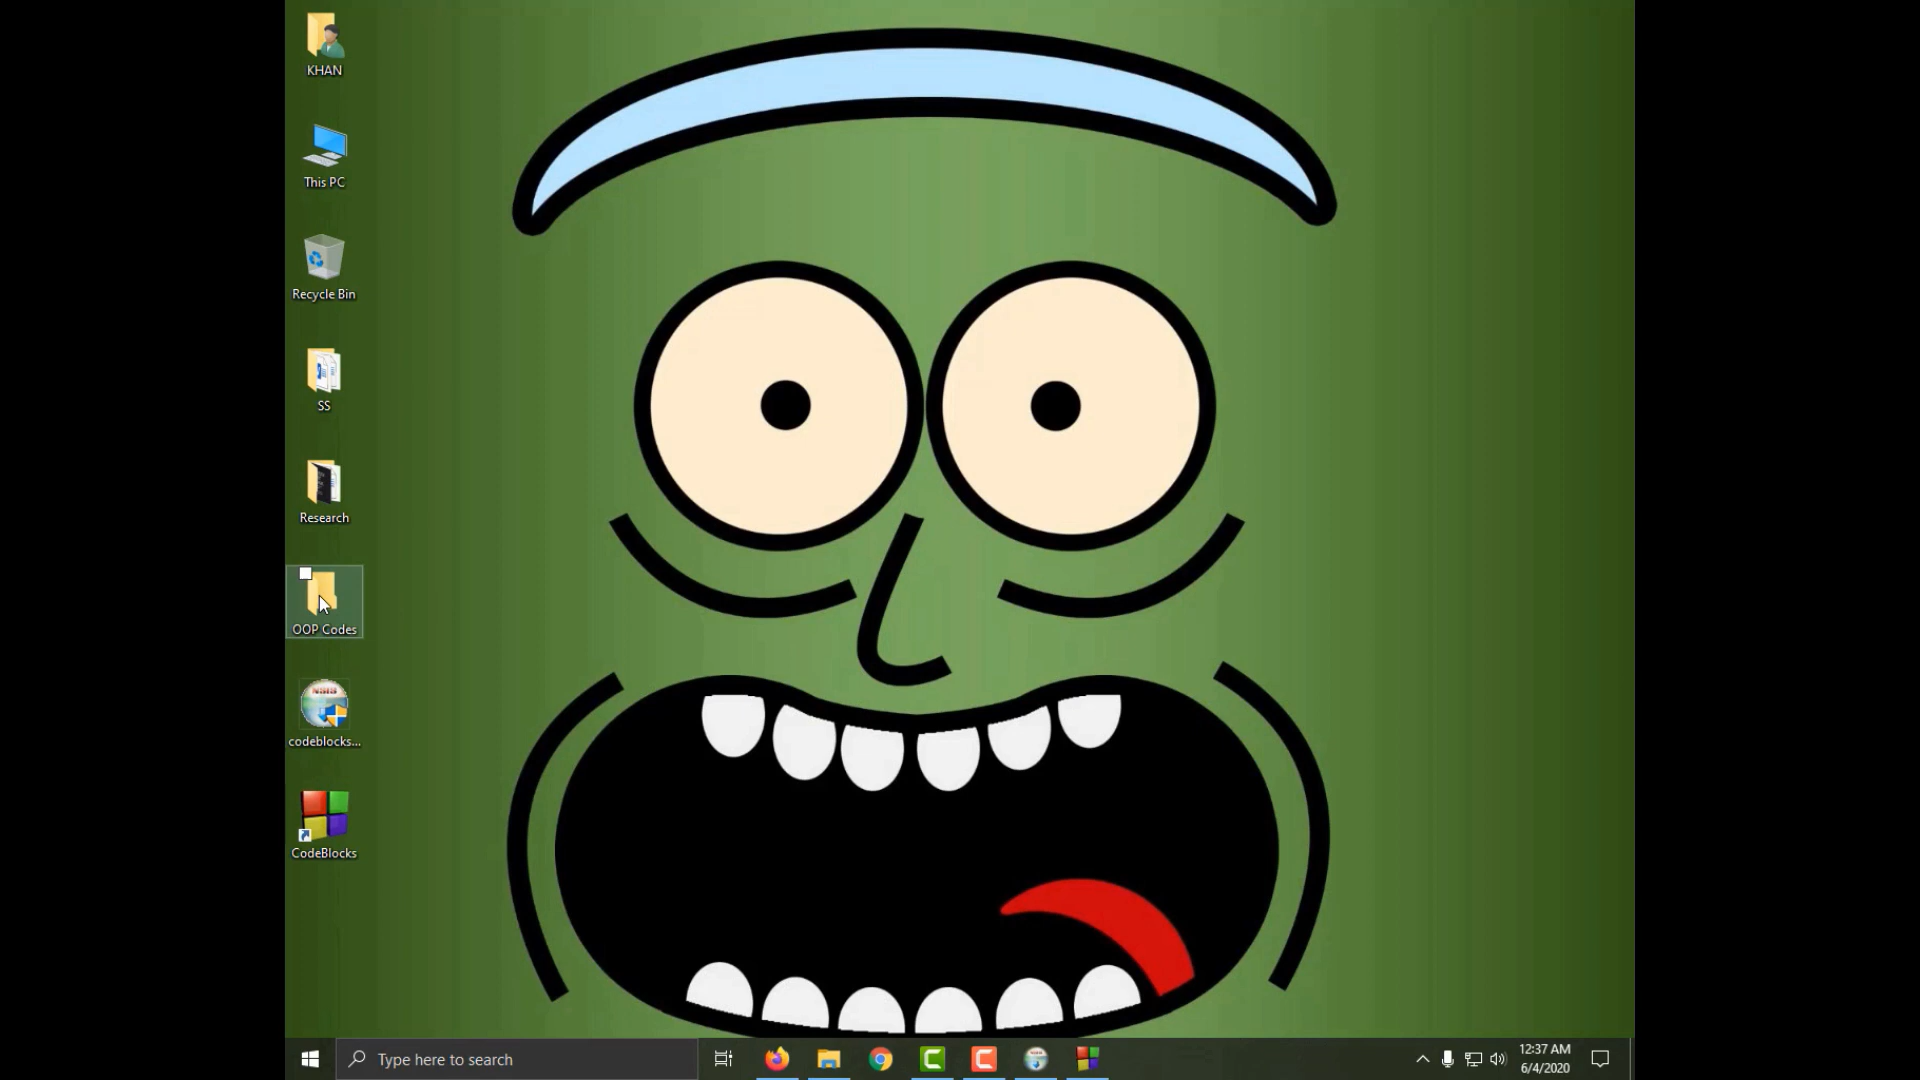 KHAN
This PC
Recycle Bin
SS
Research
OOP Codes
codeblocks...
CodeBlocks
Type here to search
12:37 AM
6/4/2020